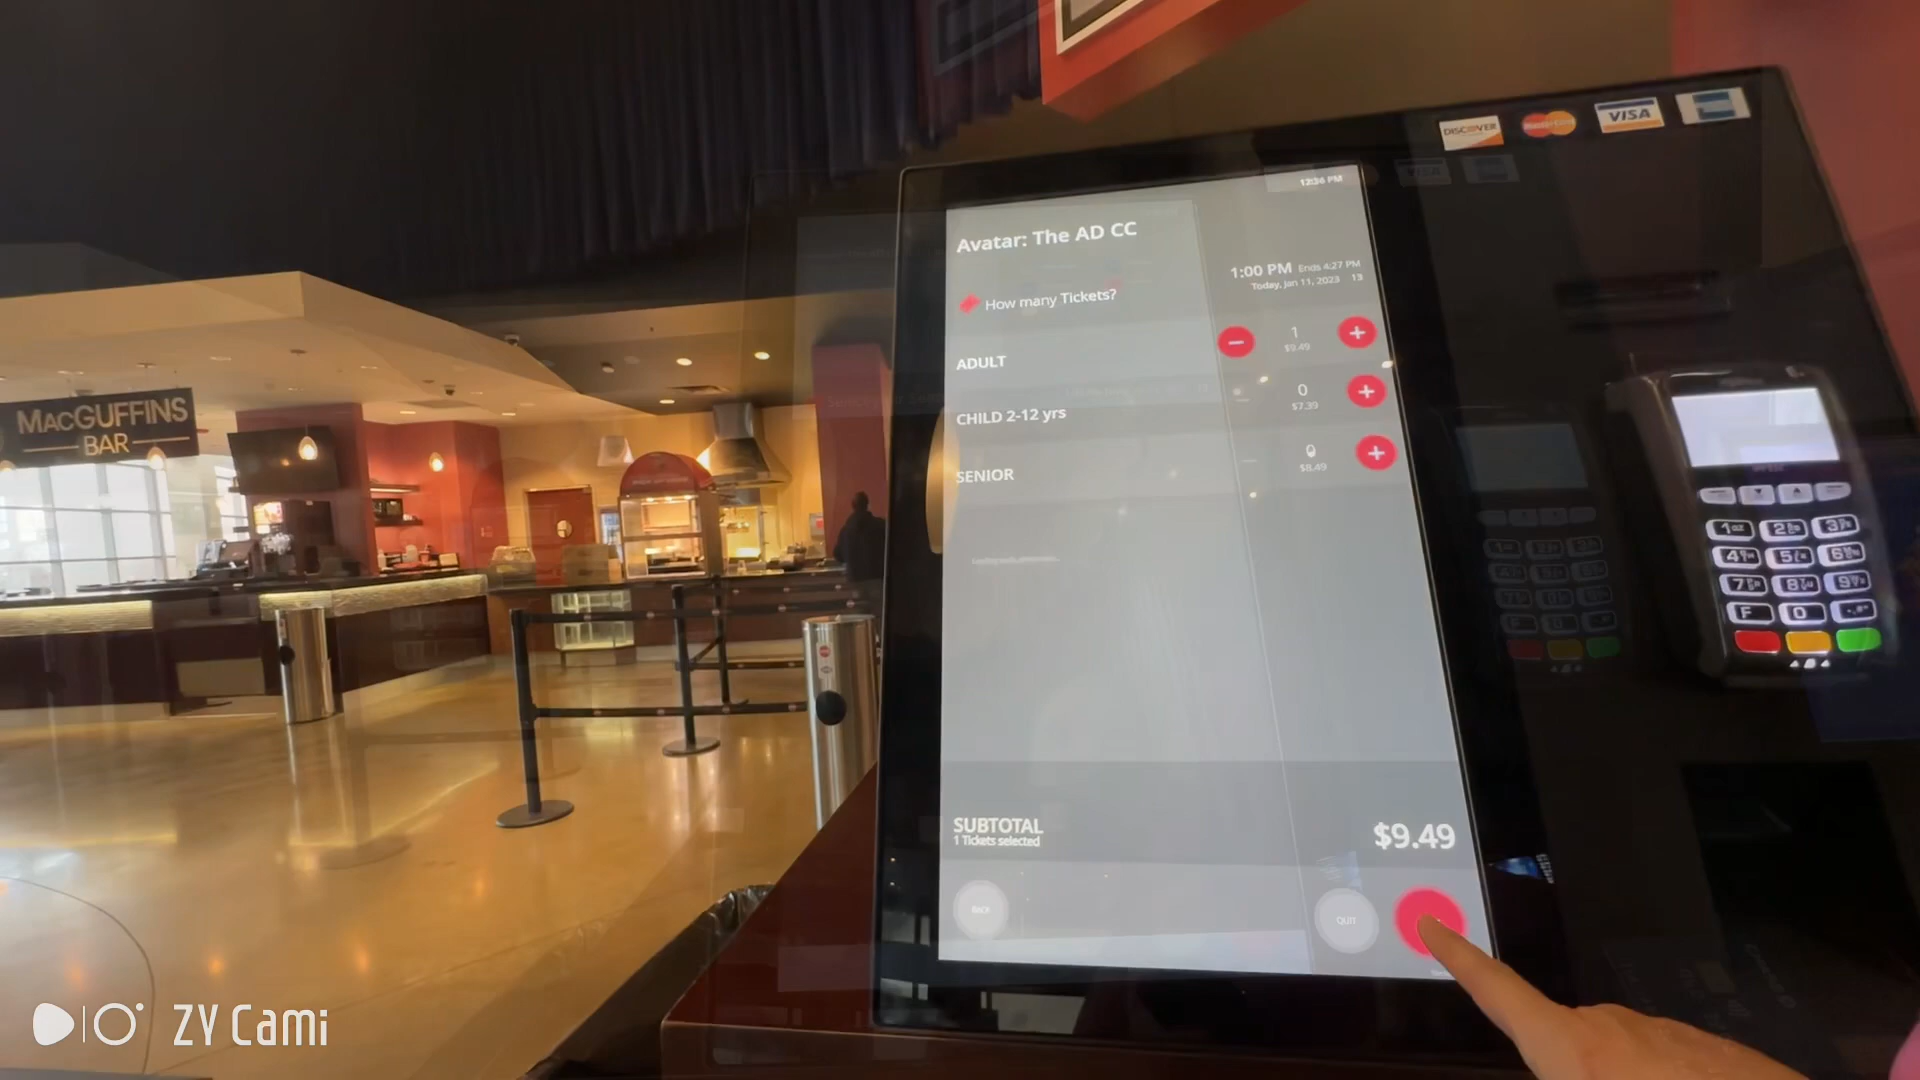 MACGUFFINS
BAR
DISCOVER
VISA
12:36 PM
Avatar: The AD CC
1:00 PM Ends 4:27 PM
Today, Jan 11, 2023 13
How many Tickets?
ADULT
1
$9.49
CHILD 2-12 yrs
0
$7.39
SENIOR
0
$8.49
SUBTOTAL
1 Tickets selected
$9.49
BACK
QUIT
1 2 3
4 5 6
7 8 9
F 0
ZY Cami